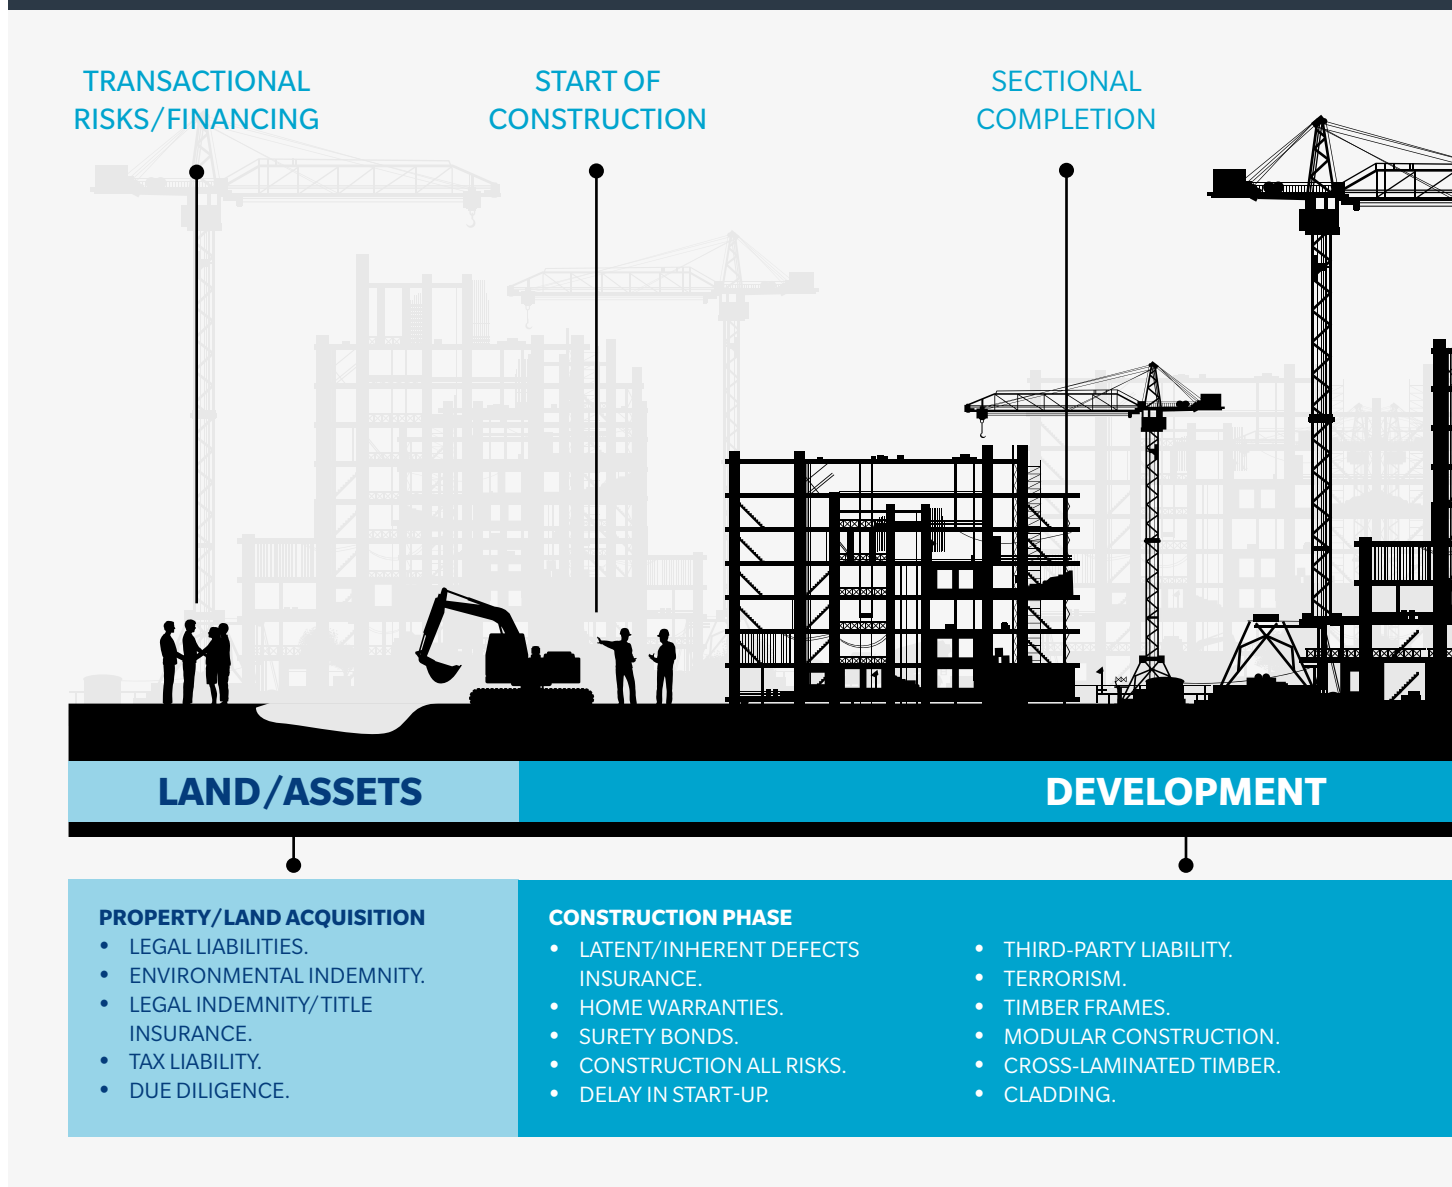 TRANSACTIONAL
RISKS/FINANCING
START OF
CONSTRUCTION
SECTIONAL
COMPLETION
LAND/ASSETS
DEVELOPMENT
PROPERTY/LAND ACQUISITION
• LEGAL LIABILITIES.
• ENVIRONMENTAL INDEMNITY.
• LEGAL INDEMNITY/TITLE
INSURANCE.
• TAX LIABILITY.
• DUE DILIGENCE.
CONSTRUCTION PHASE
• LATENT/INHERENT DEFECTS
INSURANCE.
• HOME WARRANTIES.
• SURETY BONDS.
• CONSTRUCTION ALL RISKS.
• DELAY IN START-UP.
• THIRD-PARTY LIABILITY.
• TERRORISM.
• TIMBER FRAMES.
• MODULAR CONSTRUCTION.
• CROSS-LAMINATED TIMBER.
• CLADDING.